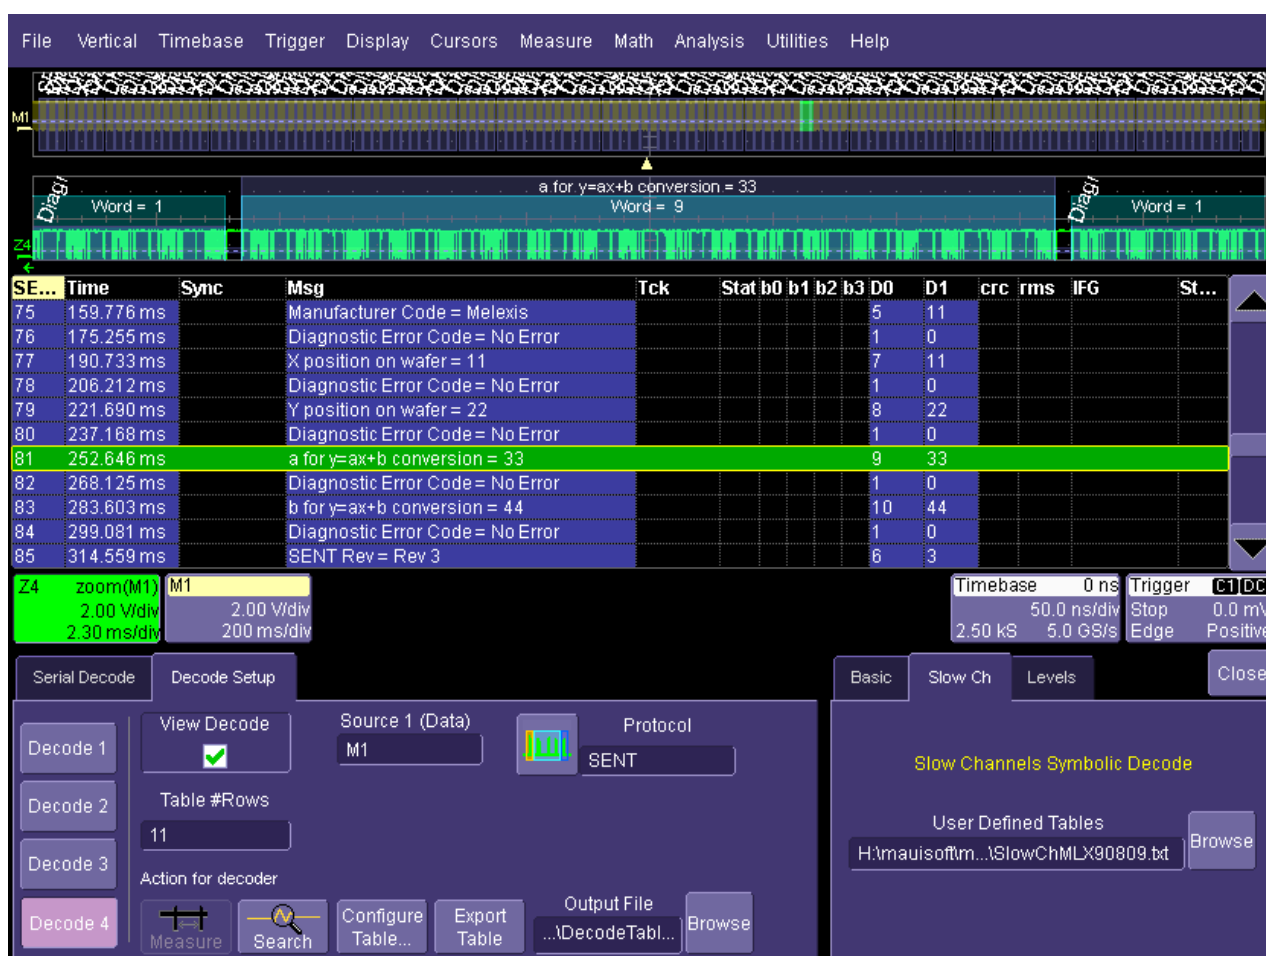 File Vertical Timebase Trigger Display Cursors Measure Math Analysis Utilities Help
M1
a for y=ax+b conversion = 33
Diagi Word = 1 Word = 9 Diagi Word = 1
Z4
SE... Time Sync Msg Tck Stat b0 b1 b2 b3 D0 D1 crc rms IFG St...
75 159.776 ms Manufacturer Code = Melexis 5 11
76 175.255 ms Diagnostic Error Code = No Error 1 0
77 190.733 ms X position on wafer = 11 7 11
78 206.212 ms Diagnostic Error Code = No Error 1 0
79 221.690 ms Y position on wafer = 22 8 22
80 237.168 ms Diagnostic Error Code = No Error 1 0
81 252.646 ms a for y=ax+b conversion = 33 9 33
82 268.125 ms Diagnostic Error Code = No Error 1 0
83 283.603 ms b for y=ax+b conversion = 44 10 44
84 299.081 ms Diagnostic Error Code = No Error 1 0
85 314.559 ms SENT Rev = Rev 3 6 3
Z4 zoom(M1) M1 Timebase 0 ns Trigger C1 DC
2.00 V/div 2.00 V/div 50.0 ns/div Stop 0.0 mV
2.30 ms/div 200 ms/div 2.50 kS 5.0 GS/s Edge Positive
Serial Decode Decode Setup Basic Slow Ch Levels Close
View Decode Source 1 (Data) Protocol
Decode 1 M1 SENT
Slow Channels Symbolic Decode
Decode 2 Table #Rows
11
User Defined Tables
H:\mauisoft\m...\SlowChMLX90809.txt Browse
Decode 3
Action for decoder
Decode 4 Measure Search Configure Table... Export Table Output File ...\DecodeTabl... Browse